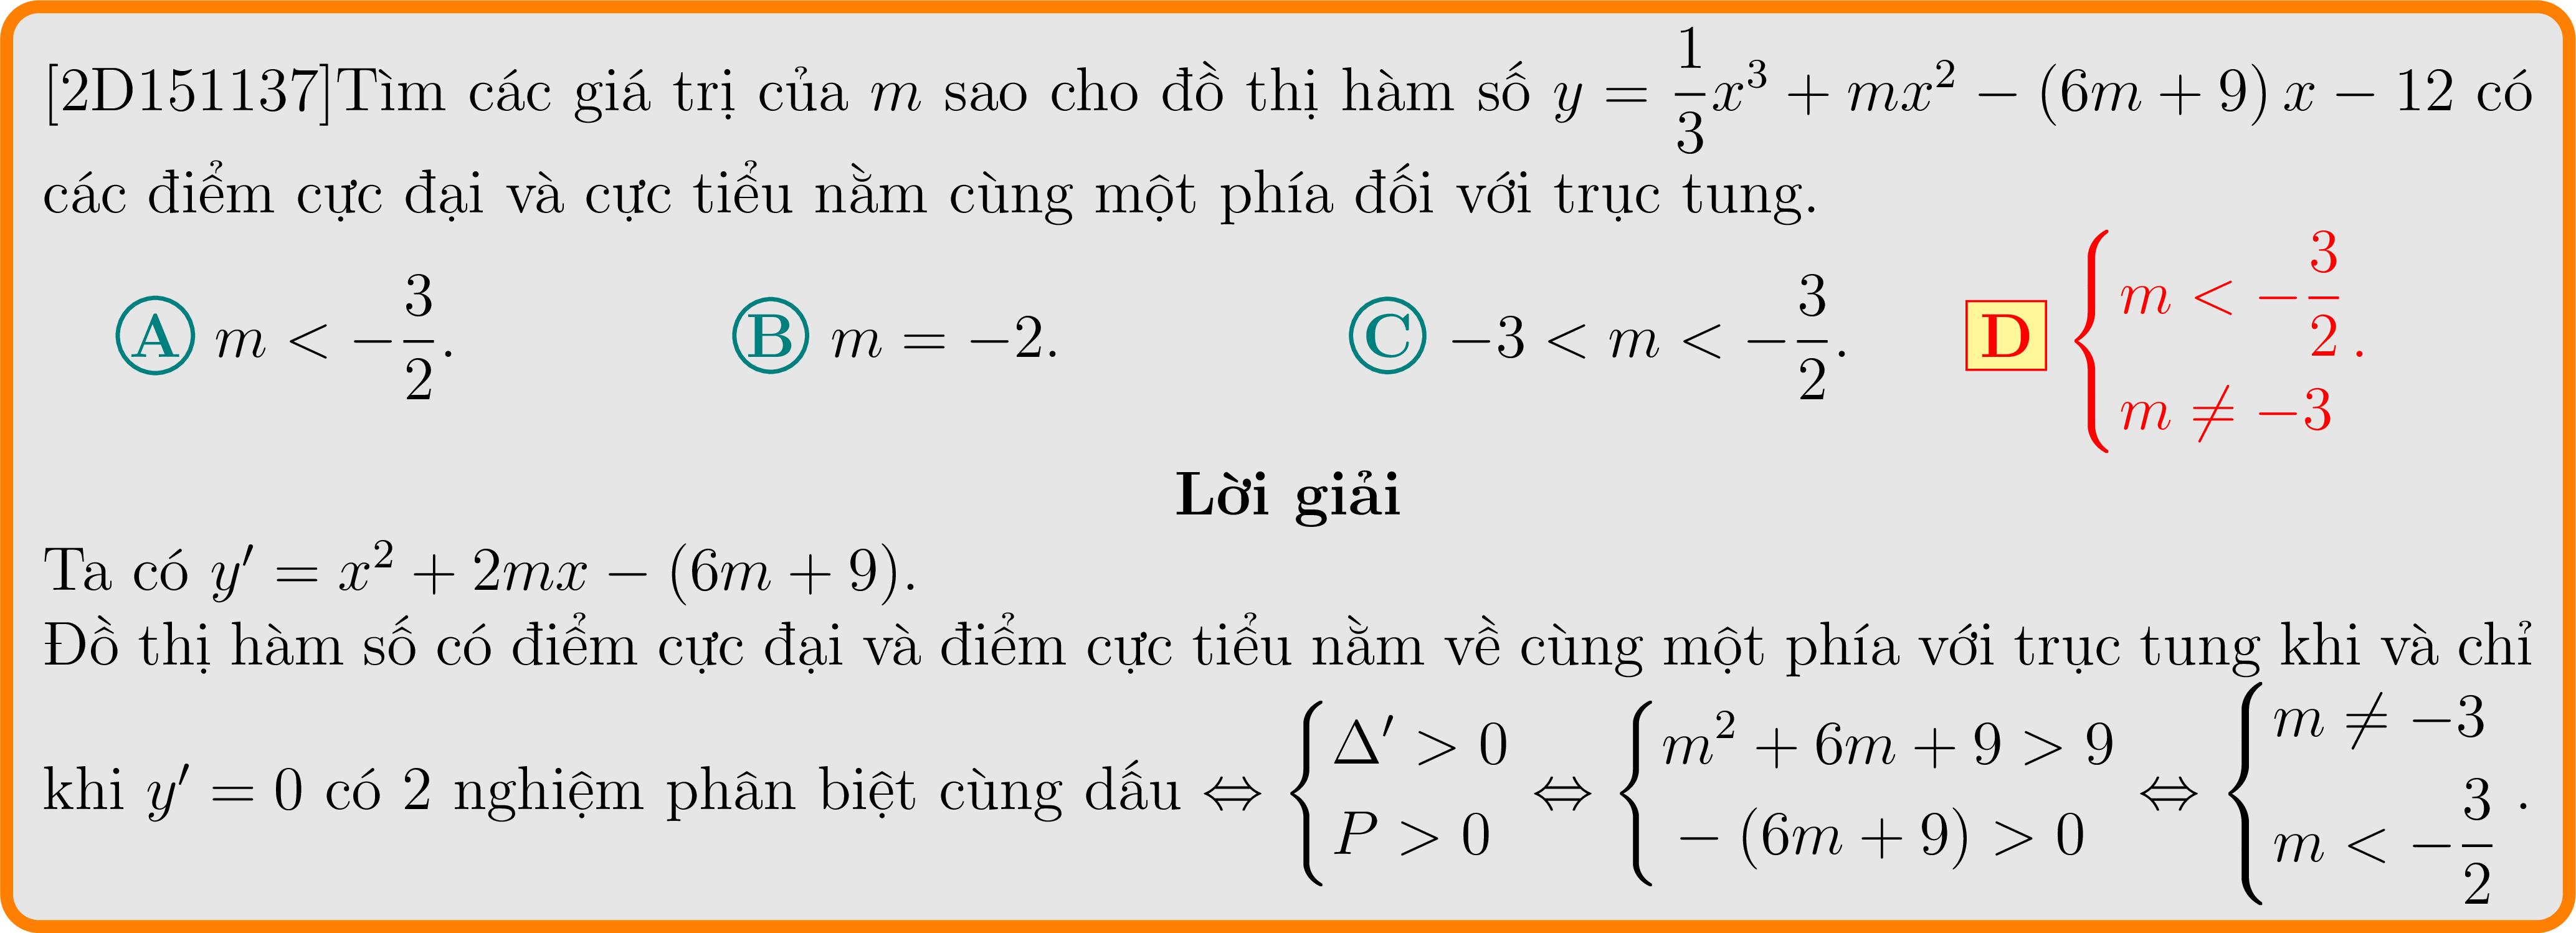 [2D151137]Tìm các giá trị của m sao cho đồ thị hàm số y = \frac{1}{3}x^3 + mx^2 − (6m + 9) x − 12 có
các điểm cực đại và cực tiểu nằm cùng một phía đối với trục tung.
A m < −\frac{3}{2}. B m = −2. C −3 < m < −\frac{3}{2}. D \begin{cases} m < −\frac{3}{2} \\ m ≠ −3 \end{cases}.
Lời giải
Ta có y′ = x^2 + 2mx − (6m + 9).
Đồ thị hàm số có điểm cực đại và điểm cực tiểu nằm về cùng một phía với trục tung khi và chỉ
khi y′ = 0 có 2 nghiệm phân biệt cùng dấu ⇔ \begin{cases} Δ′ > 0 \\ P > 0 \end{cases} ⇔ \begin{cases} m^2 + 6m + 9 > 9 \\ − (6m + 9) > 0 \end{cases} ⇔ \begin{cases} m ≠ −3 \\ m < −\frac{3}{2} \end{cases}.